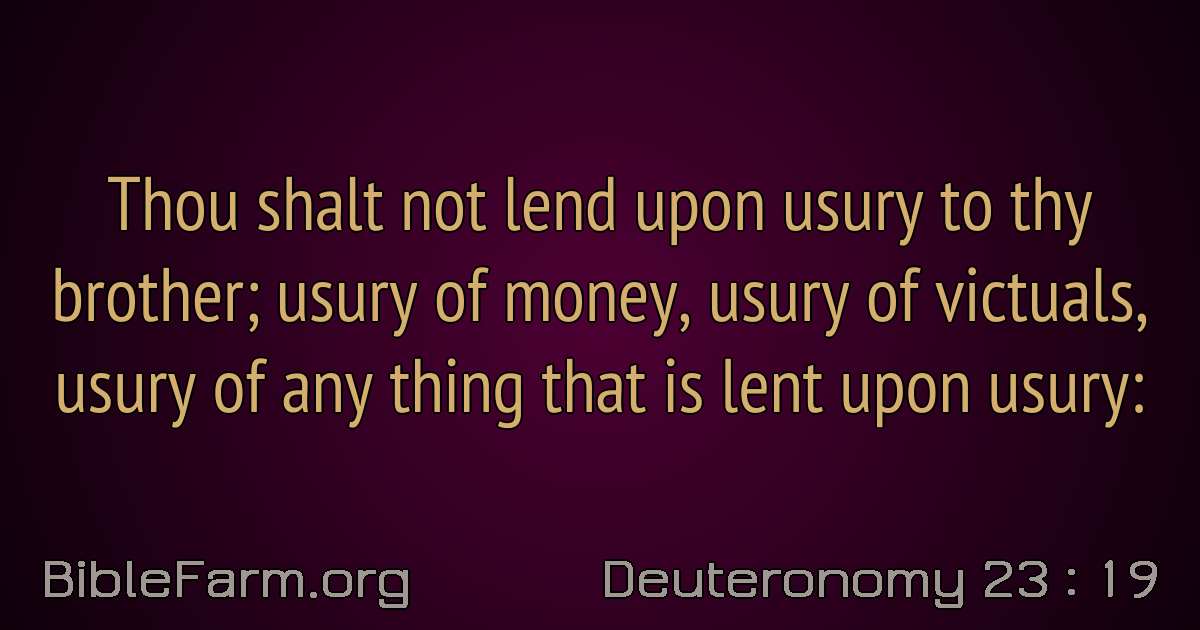 Thou shalt not lend upon usury to thy
brother; usury of money, usury of victuals,
usury of any thing that is lent upon usury:
BibleFarm.org
Deuteronomy 23 : 19